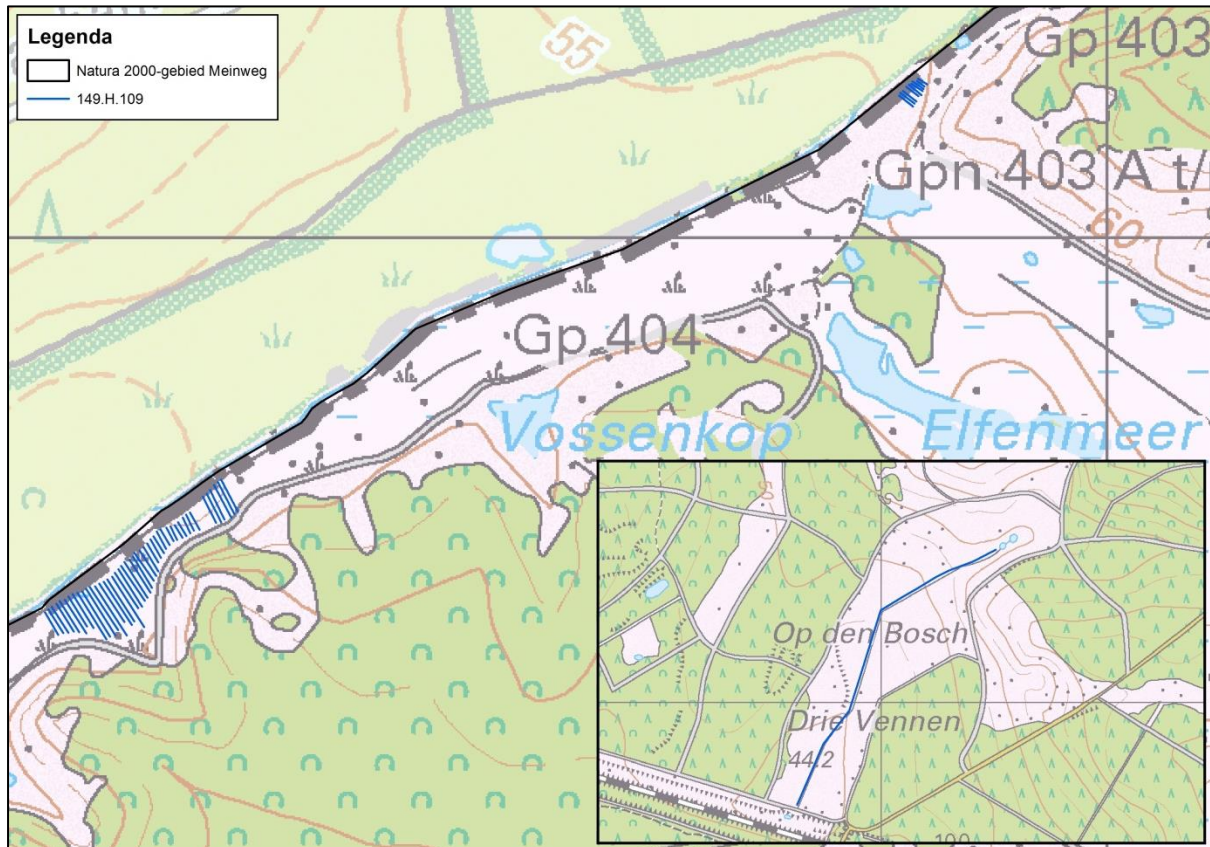 Legenda
Natura 2000-gebied Meinweg
149.H.109
55
Gp 403
Gpn 403 A t/
60
Gp 404
Vossenkop
Elfenmeer
50
Op den Bosch
Drie Vennen
44.2